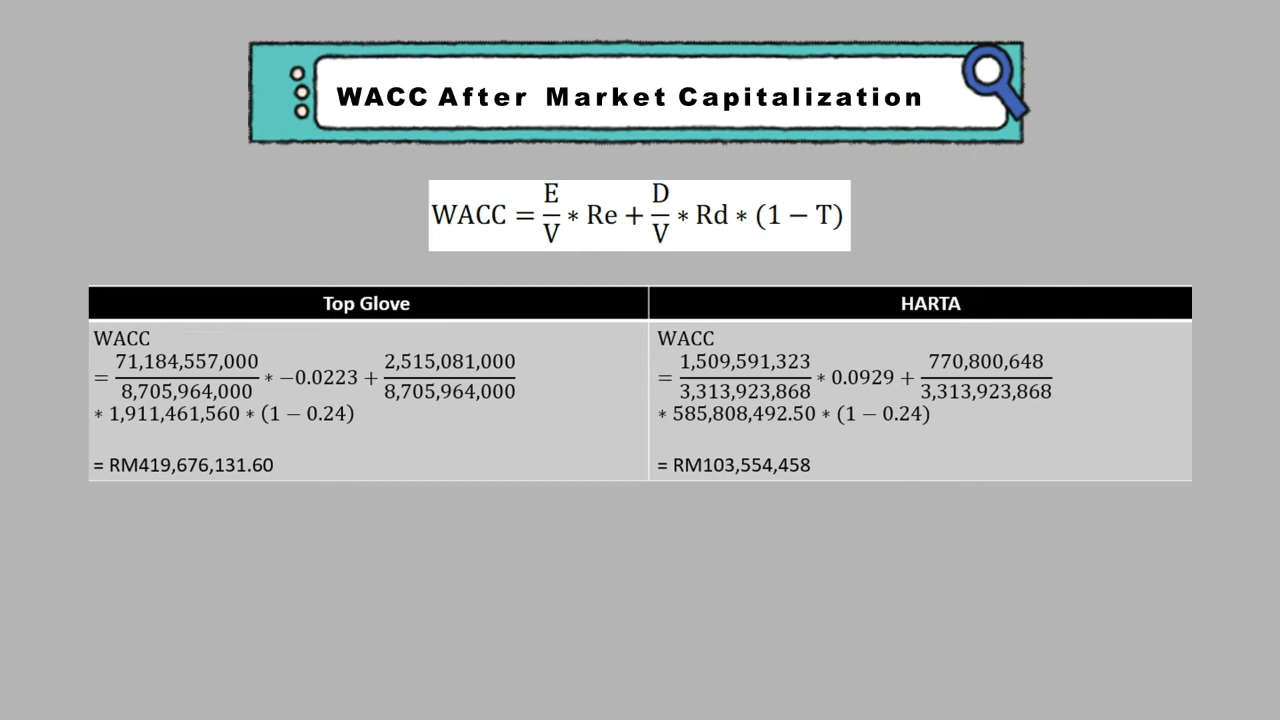 WACC After Market Capitalization
WACC = E/V * Re + D/V * Rd * (1 − T)
Top Glove
HARTA
WACC
= 71,184,557,000/8,705,964,000 * −0.0223 + 2,515,081,000/8,705,964,000
* 1,911,461,560 * (1 − 0.24)
= RM419,676,131.60
WACC
= 1,509,591,323/3,313,923,868 * 0.0929 + 770,800,648/3,313,923,868
* 585,808,492.50 * (1 − 0.24)
= RM103,554,458